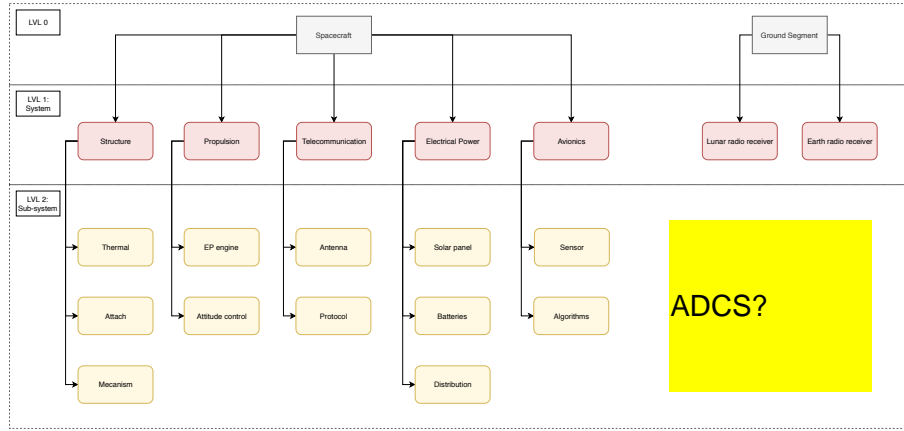 LVL 0
Spacecraft
Ground Segment
LVL 1:
System
Structure
Propulsion
Telecommunication
Electrical Power
Avionics
Lunar radio receiver
Earth radio receiver
LVL 2:
Sub-system
Thermal
EP engine
Antenna
Solar panel
Sensor
ADCS?
Attach
Attitude control
Protocol
Batteries
Algorithms
Mecanism
Distribution